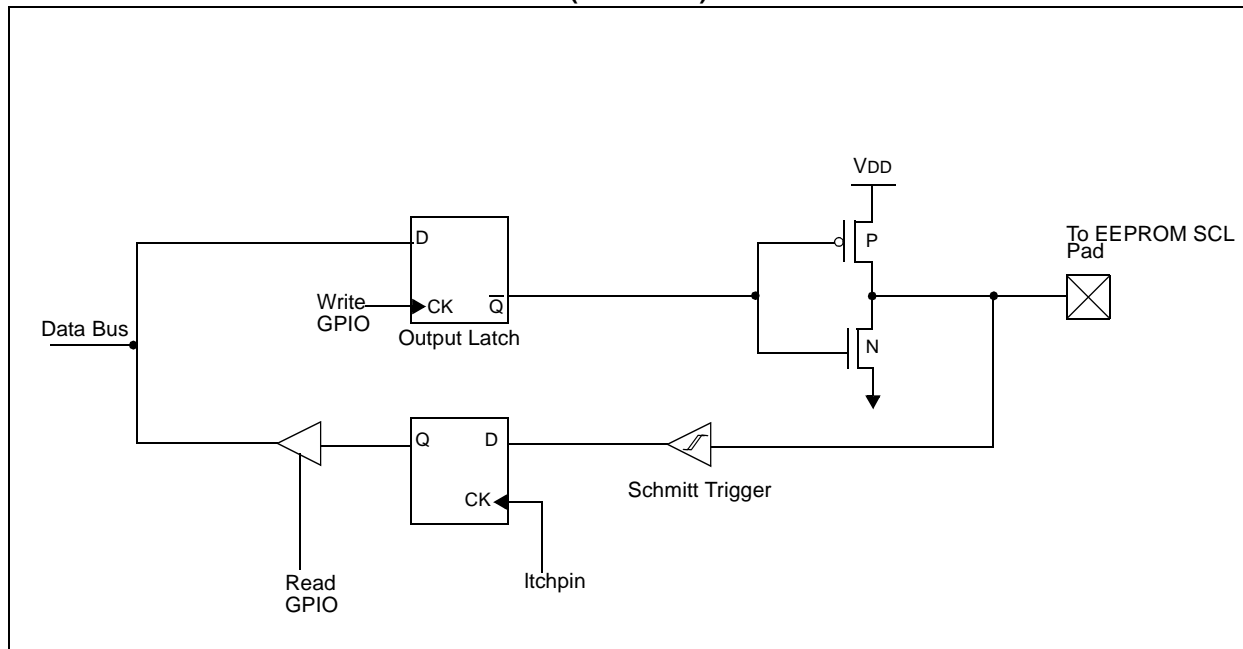 VDD
P
To EEPROM SCL
Pad
D
Write
GPIO
CK
Q
Output Latch
Data Bus
N
Q
D
Schmitt Trigger
CK
Read
GPIO
ltchpin